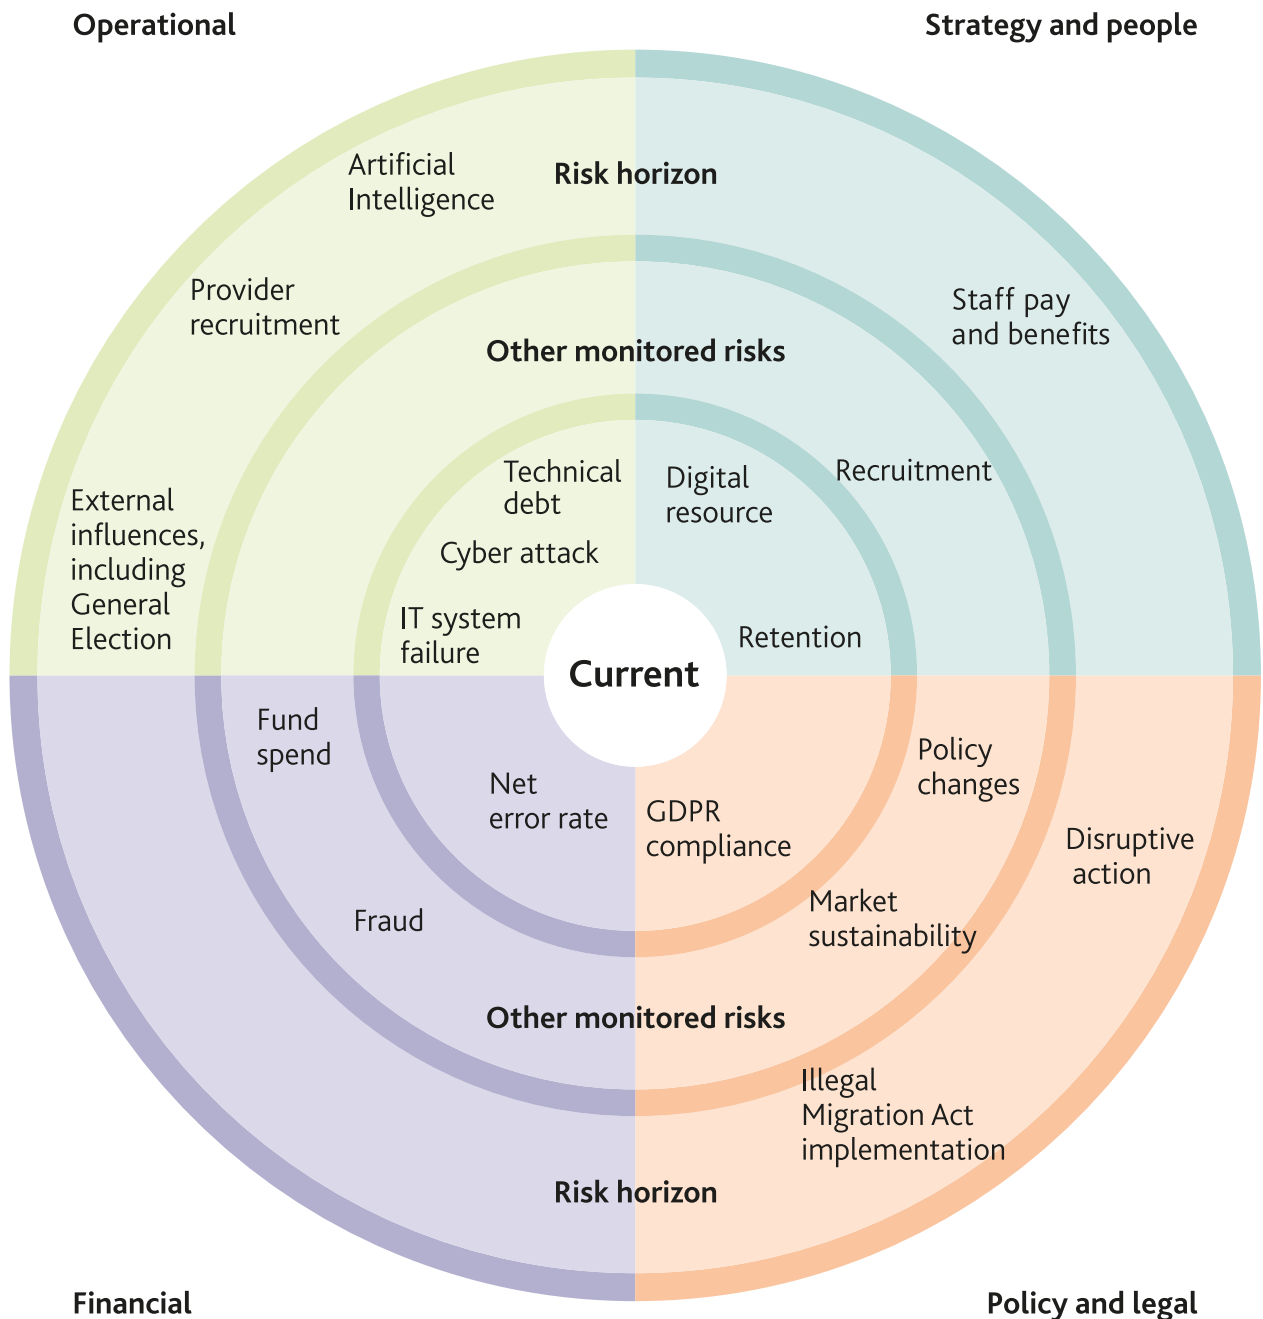 Operational
Strategy and people
Artificial
Intelligence
Risk horizon
Provider
recruitment
Staff pay
and benefits
Other monitored risks
External
influences,
including
General
Election
Technical
debt
Cyber attack
IT system
failure
Digital
resource
Recruitment
Retention
Current
Fund
spend
Net
error rate
Fraud
GDPR
compliance
Policy
changes
Market
sustainability
Disruptive
action
Other monitored risks
Illegal
Migration Act
implementation
Risk horizon
Financial
Policy and legal